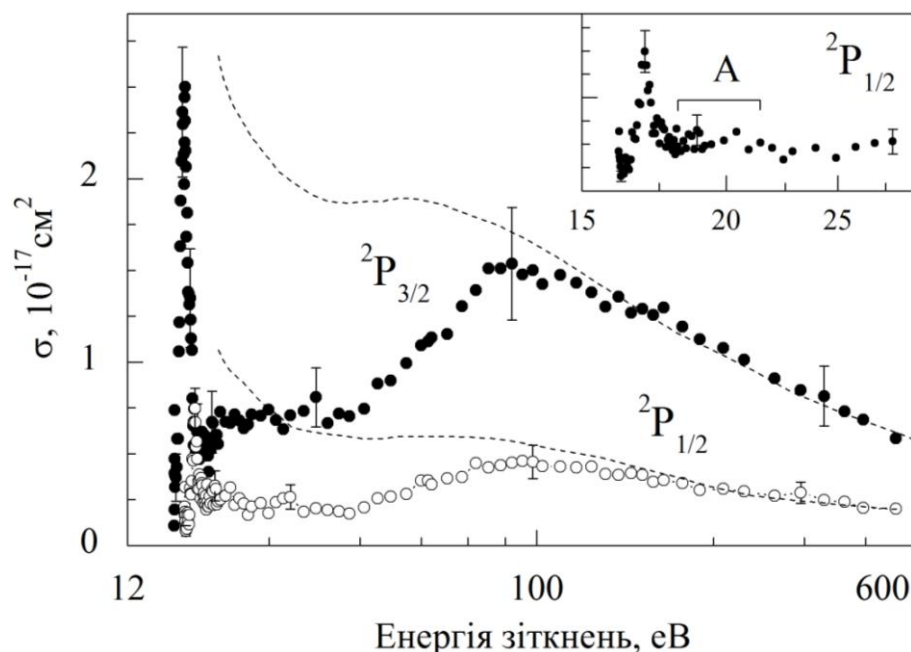 A
²P₁/₂
15
20
25
²P₃/₂
²P₁/₂
2
1
0
σ, 10⁻¹⁷см²
12
100
600
Енергія зіткнень, еВ